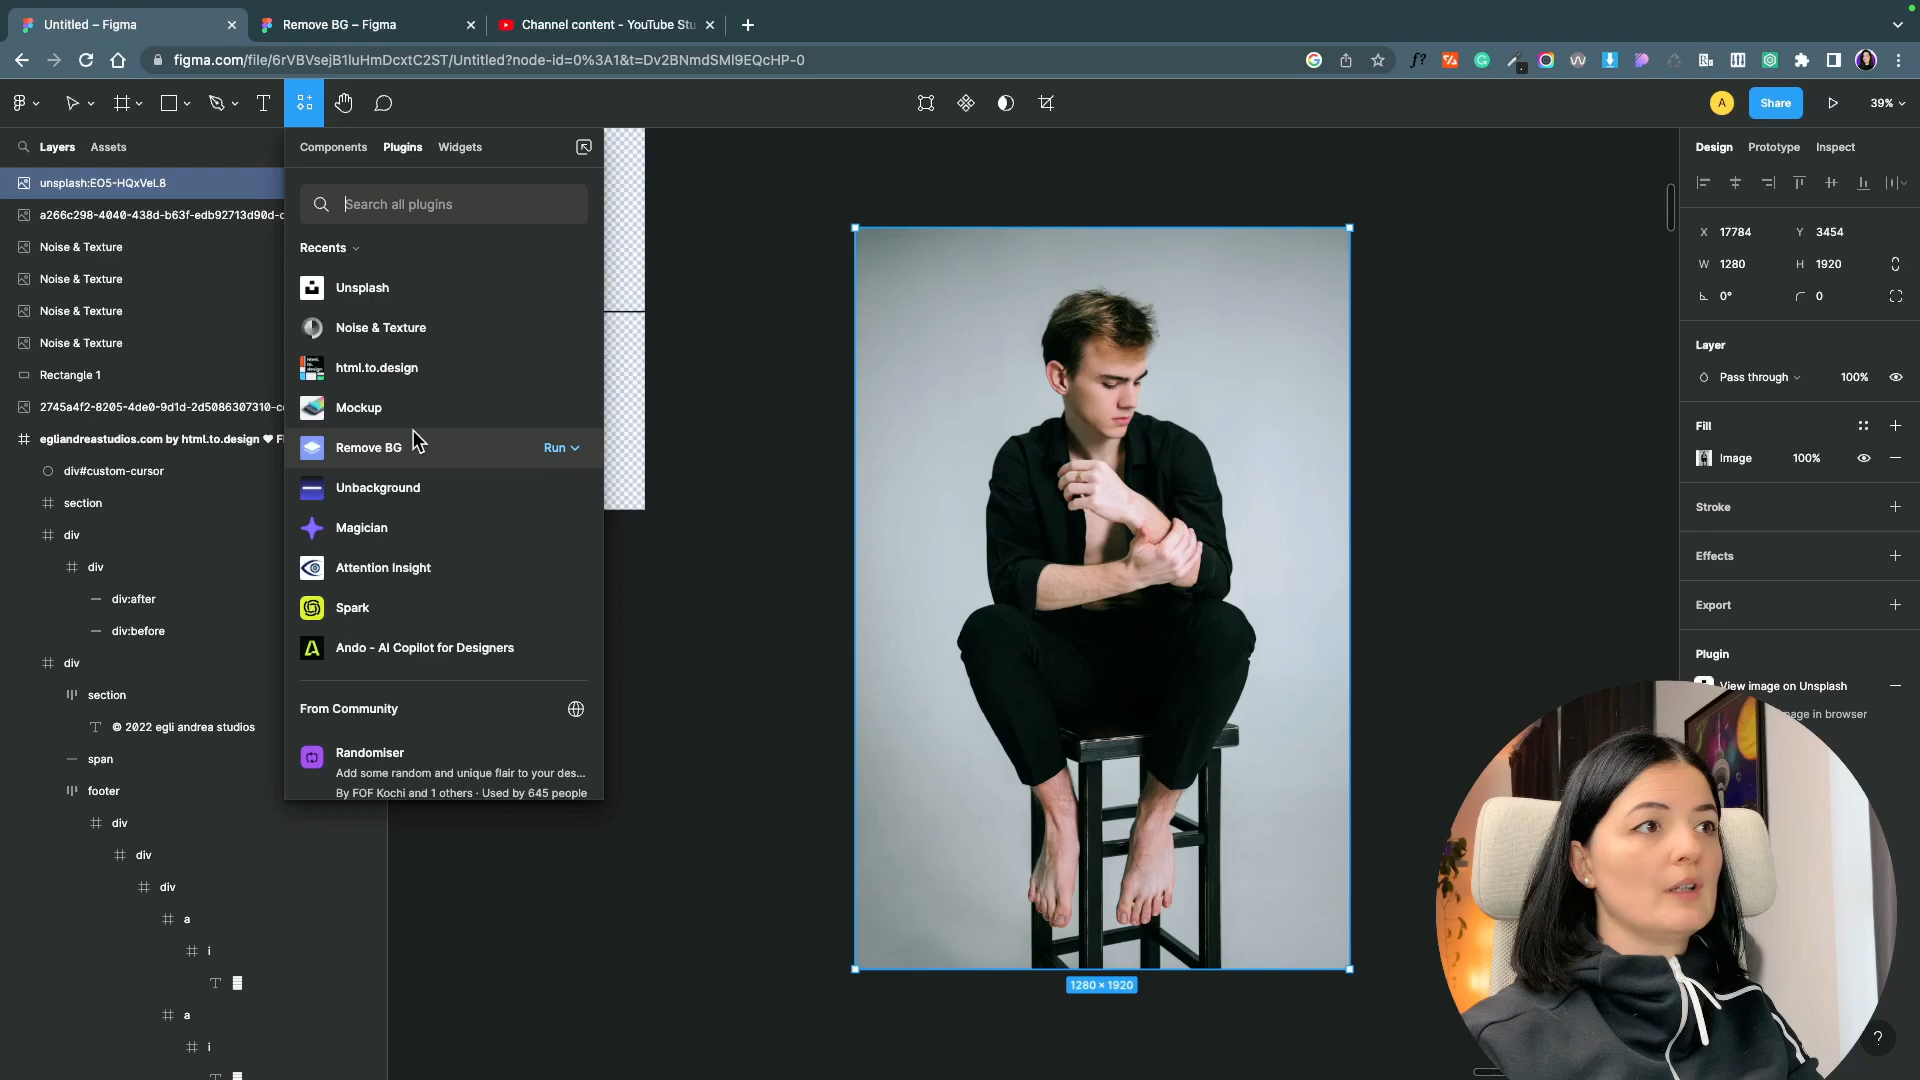 Untitled – Figma
Remove BG – Figma
Channel content - YouTube Stu
figma.com/file/6rVBVsejB1luHmDcxtC2ST/Untitled?node-id=0%3A1&t=Dv2BNmdSMl9EQcHP-0
A
Share
39%
Layers
Assets
Components
Plugins
Widgets
Design
Prototype
Inspect
unsplash:EO5-HQxVeL8
a266c298-4040-438d-b63f-edb92713d90d-c
Noise & Texture
Noise & Texture
Noise & Texture
Noise & Texture
Rectangle 1
2745a4f2-8205-4de0-9d1d-2d5086307310-c
egliandreastudios.com by html.to.design ❤ F
div#custom-cursor
section
div
div
div:after
div:before
div
section
© 2022 egli andrea studios
span
footer
div
div
div
a
i
a
i
Search all plugins
Recents
Unsplash
Noise & Texture
html.to.design
Mockup
Remove BG
Run
Unbackground
Magician
Attention Insight
Spark
Ando - AI Copilot for Designers
From Community
Randomiser
Add some random and unique flair to your des...
By FOF Kochi and 1 others · Used by 645 people
1280 × 1920
X 17784
Y 3454
W 1280
H 1920
0°
0
Layer
Pass through
100%
Fill
Image
100%
Stroke
Effects
Export
Plugin
View image on Unsplash
age in browser
?